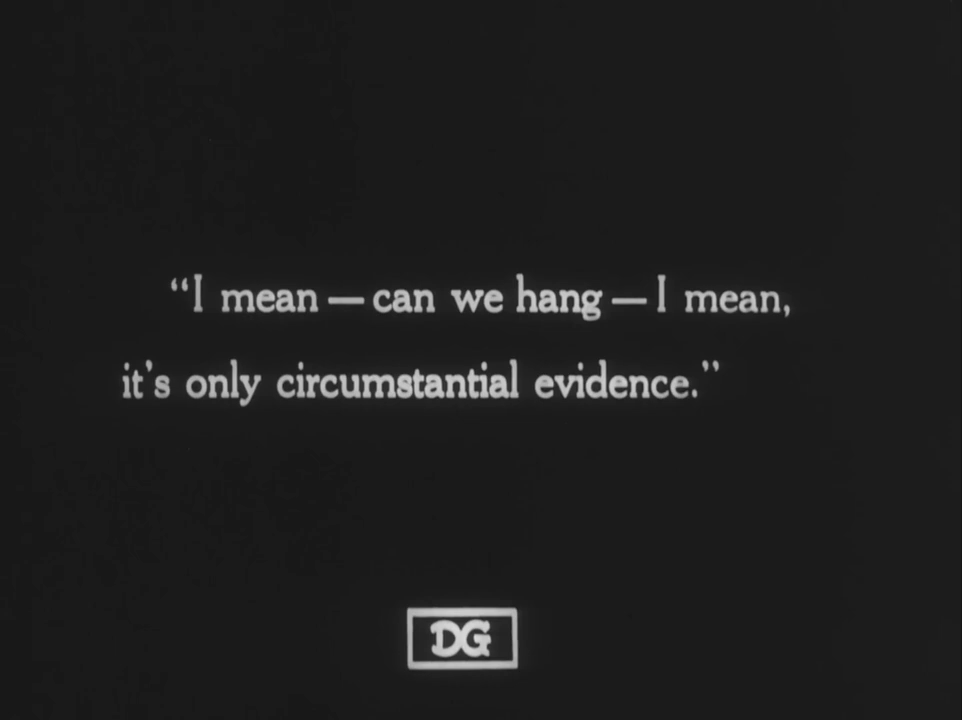 “I mean — can we hang — I mean,
it's only circumstantial evidence.”
DG